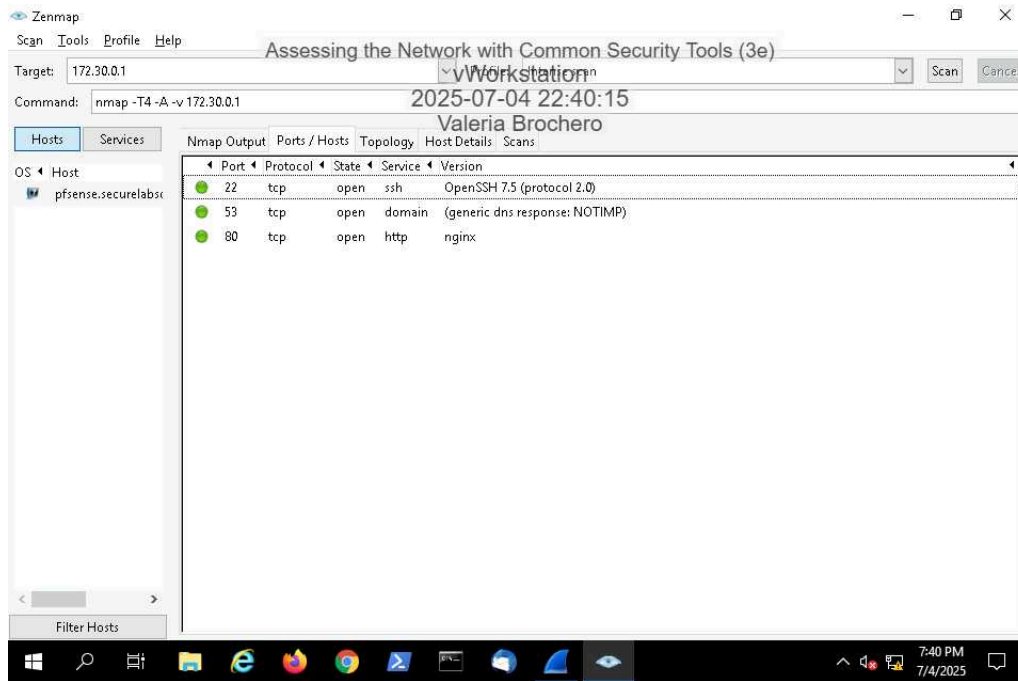 Zenmap
Scan Tools Profile Help
Assessing the Network with Common Security Tools (3e)
Target: 172.30.0.1 Profile: Intense scan Scan Cance
vWorkstation
Command: nmap -T4 -A -v 172.30.0.1
2025-07-04 22:40:15
Valeria Brochero
Hosts Services Nmap Output Ports / Hosts Topology Host Details Scans
OS Host Port Protocol State Service Version
pfsense.securelabs
22 tcp open ssh OpenSSH 7.5 (protocol 2.0)
53 tcp open domain (generic dns response: NOTIMP)
80 tcp open http nginx
Filter Hosts
7:40 PM
7/4/2025